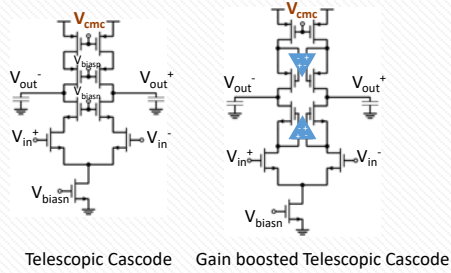 Vcmc
Vbiasn
Vout-
Vout+
Vbiasn
Vin+
Vin-
Vbiasn
Telescopic Cascode
Vcmc
Vout-
Vout+
Vin+
Vin-
Vbiasn
Gain boosted Telescopic Cascode